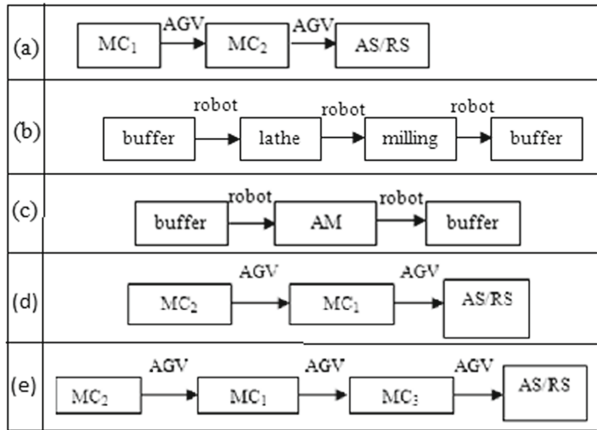 AGV AGV
(a) MC₁ MC₂ AS/RS
robot robot robot
(b) buffer lathe milling buffer
robot robot
(c) buffer AM buffer
AGV AGV
(d) MC₂ MC₁ AS/RS
AGV AGV AGV
(e) MC₂ MC₁ MC₃ AS/RS